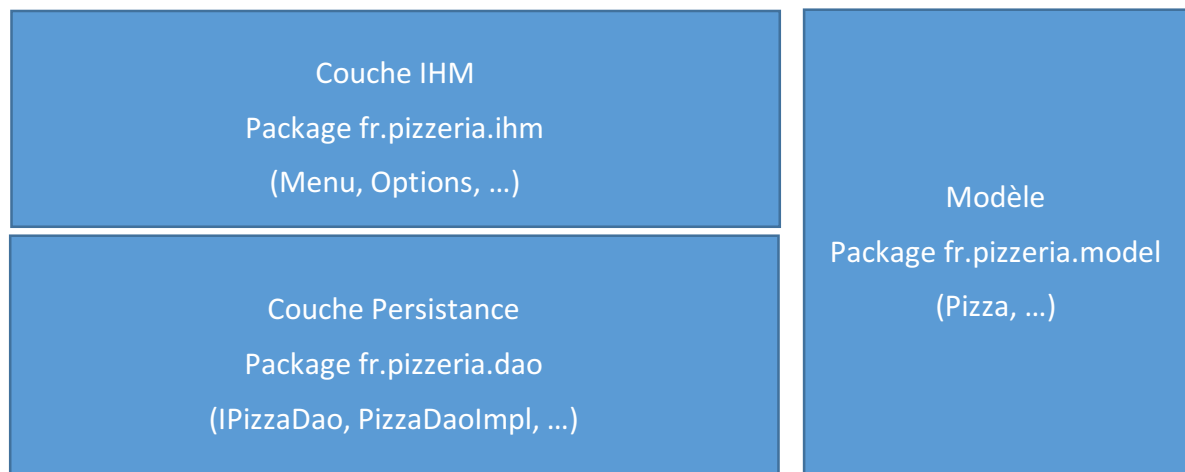 Couche IHM
Package fr.pizzeria.ihm
(Menu, Options, …)
Couche Persistance
Package fr.pizzeria.dao
(IPizzaDao, PizzaDaoImpl, …)
Modèle
Package fr.pizzeria.model
(Pizza, …)